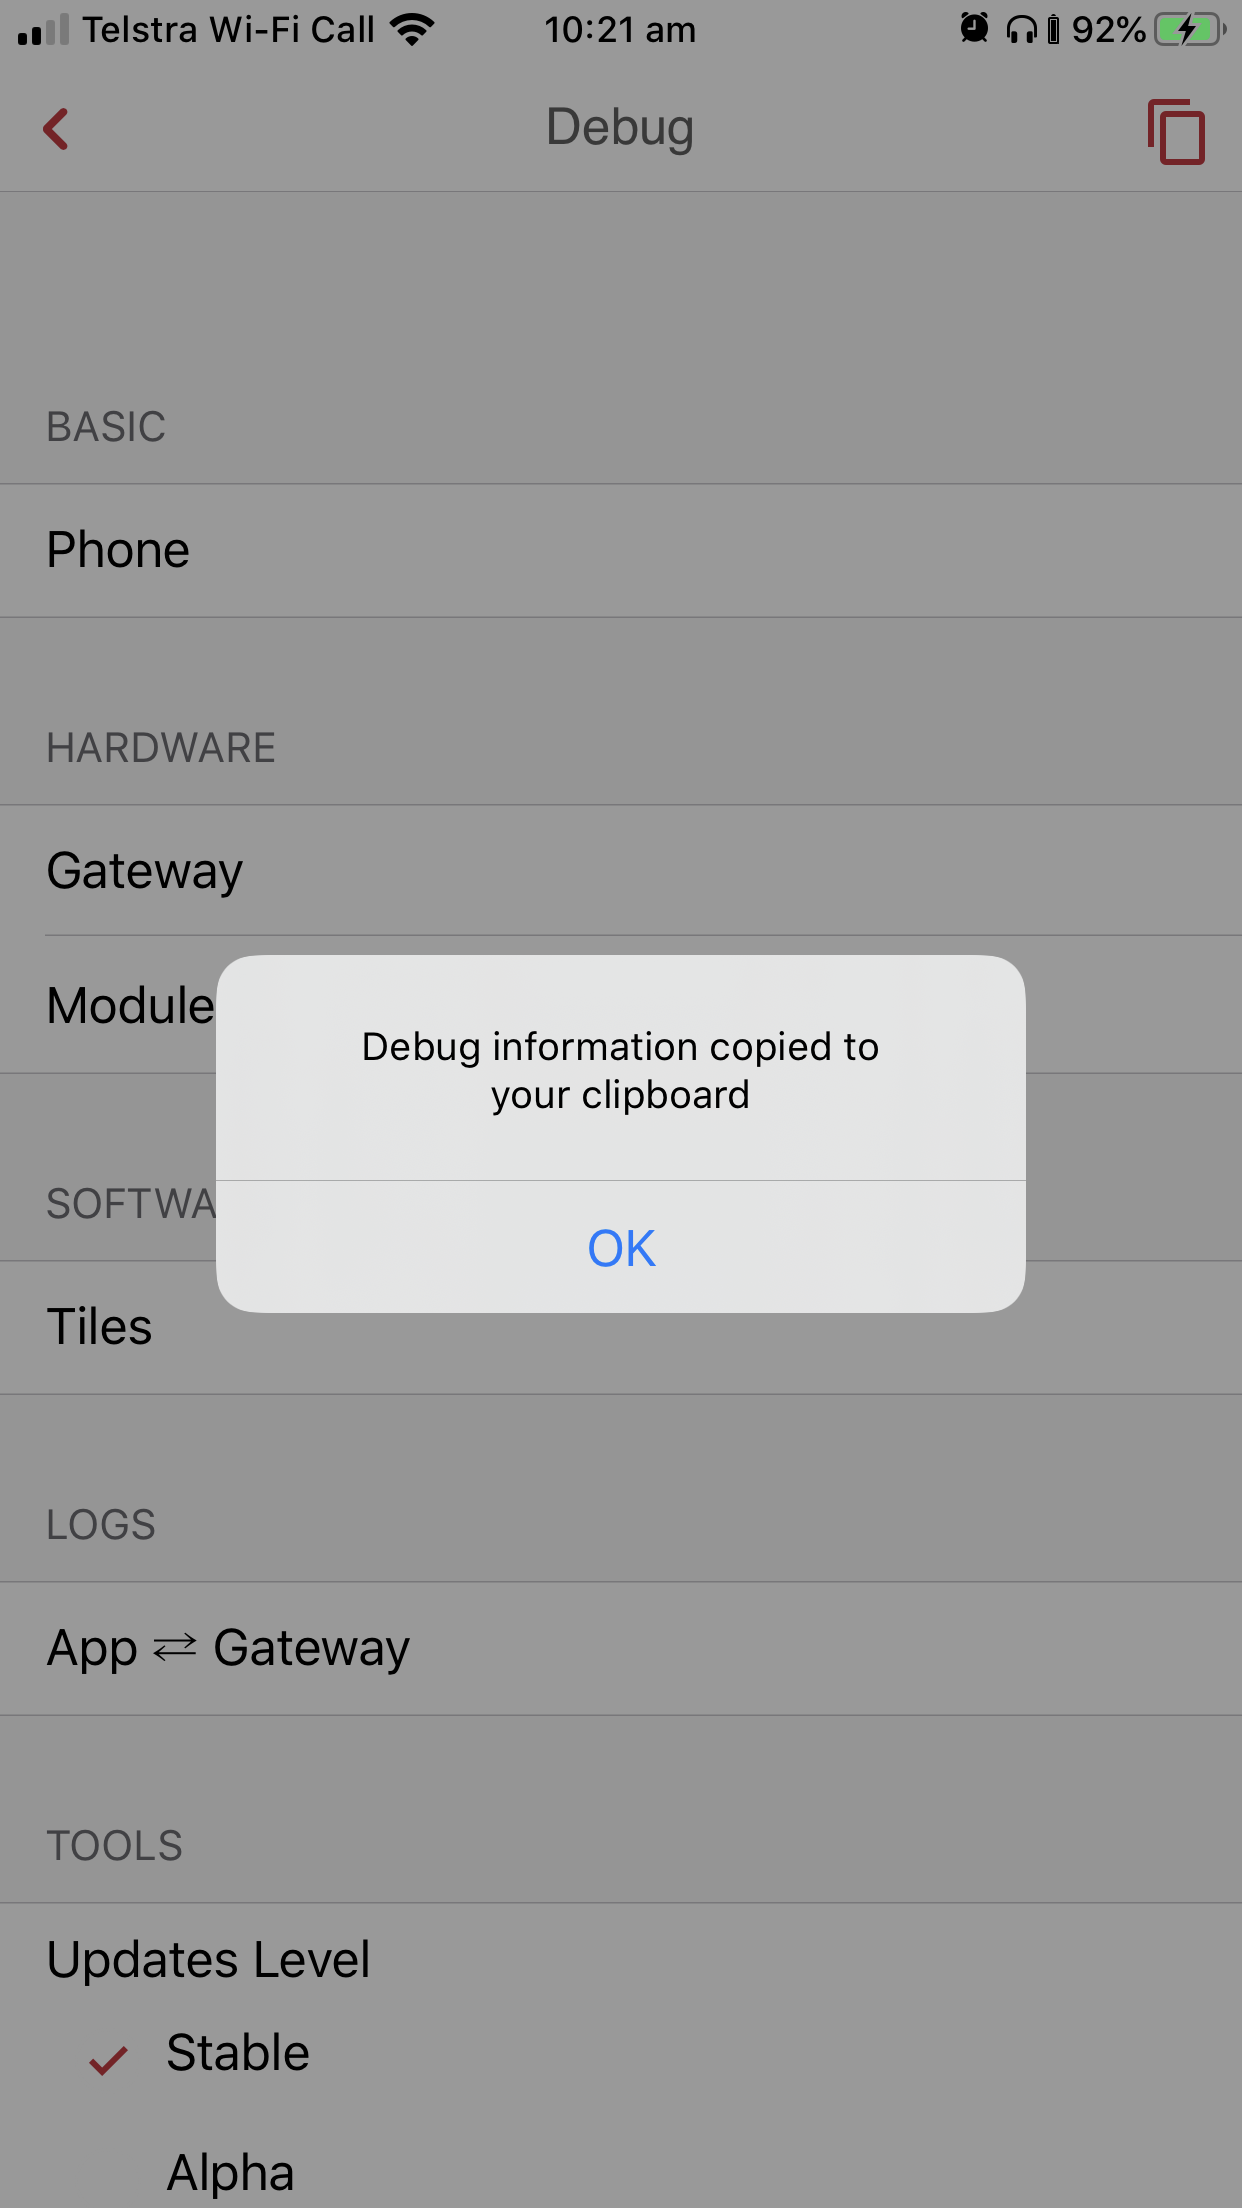 Telstra Wi-Fi Call 10:21 am 92%
Debug
BASIC
Phone
HARDWARE
Gateway
Module
Debug information copied to
your clipboard
SOFTWA
OK
Tiles
LOGS
App ⇄ Gateway
TOOLS
Updates Level
Stable
Alpha